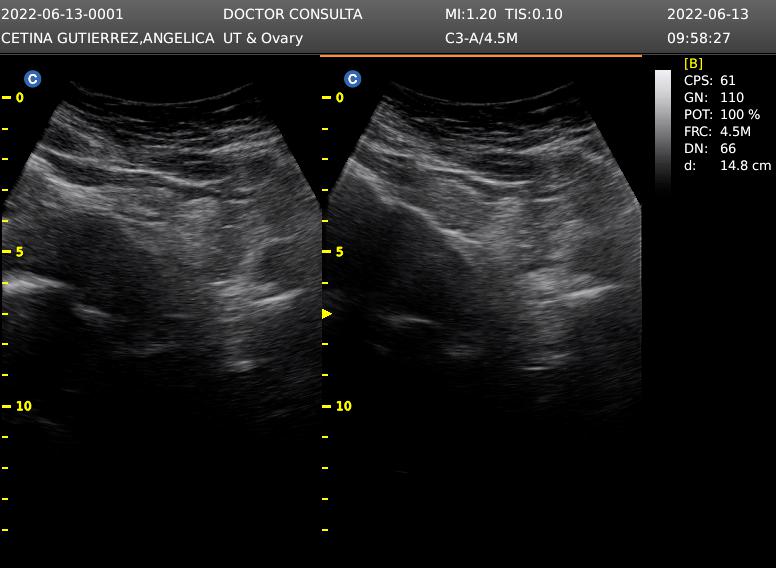 2022-06-13-0001 DOCTOR CONSULTA MI:1.20 TIS:0.10 2022-06-13
CETINA GUTIERREZ,ANGELICA UT & Ovary C3-A/4.5M 09:58:27
C C [B]
0 0 CPS: 61
GN: 110
POT: 100 %
FRC: 4.5M
DN: 66
d: 14.8 cm
5 5
10 10